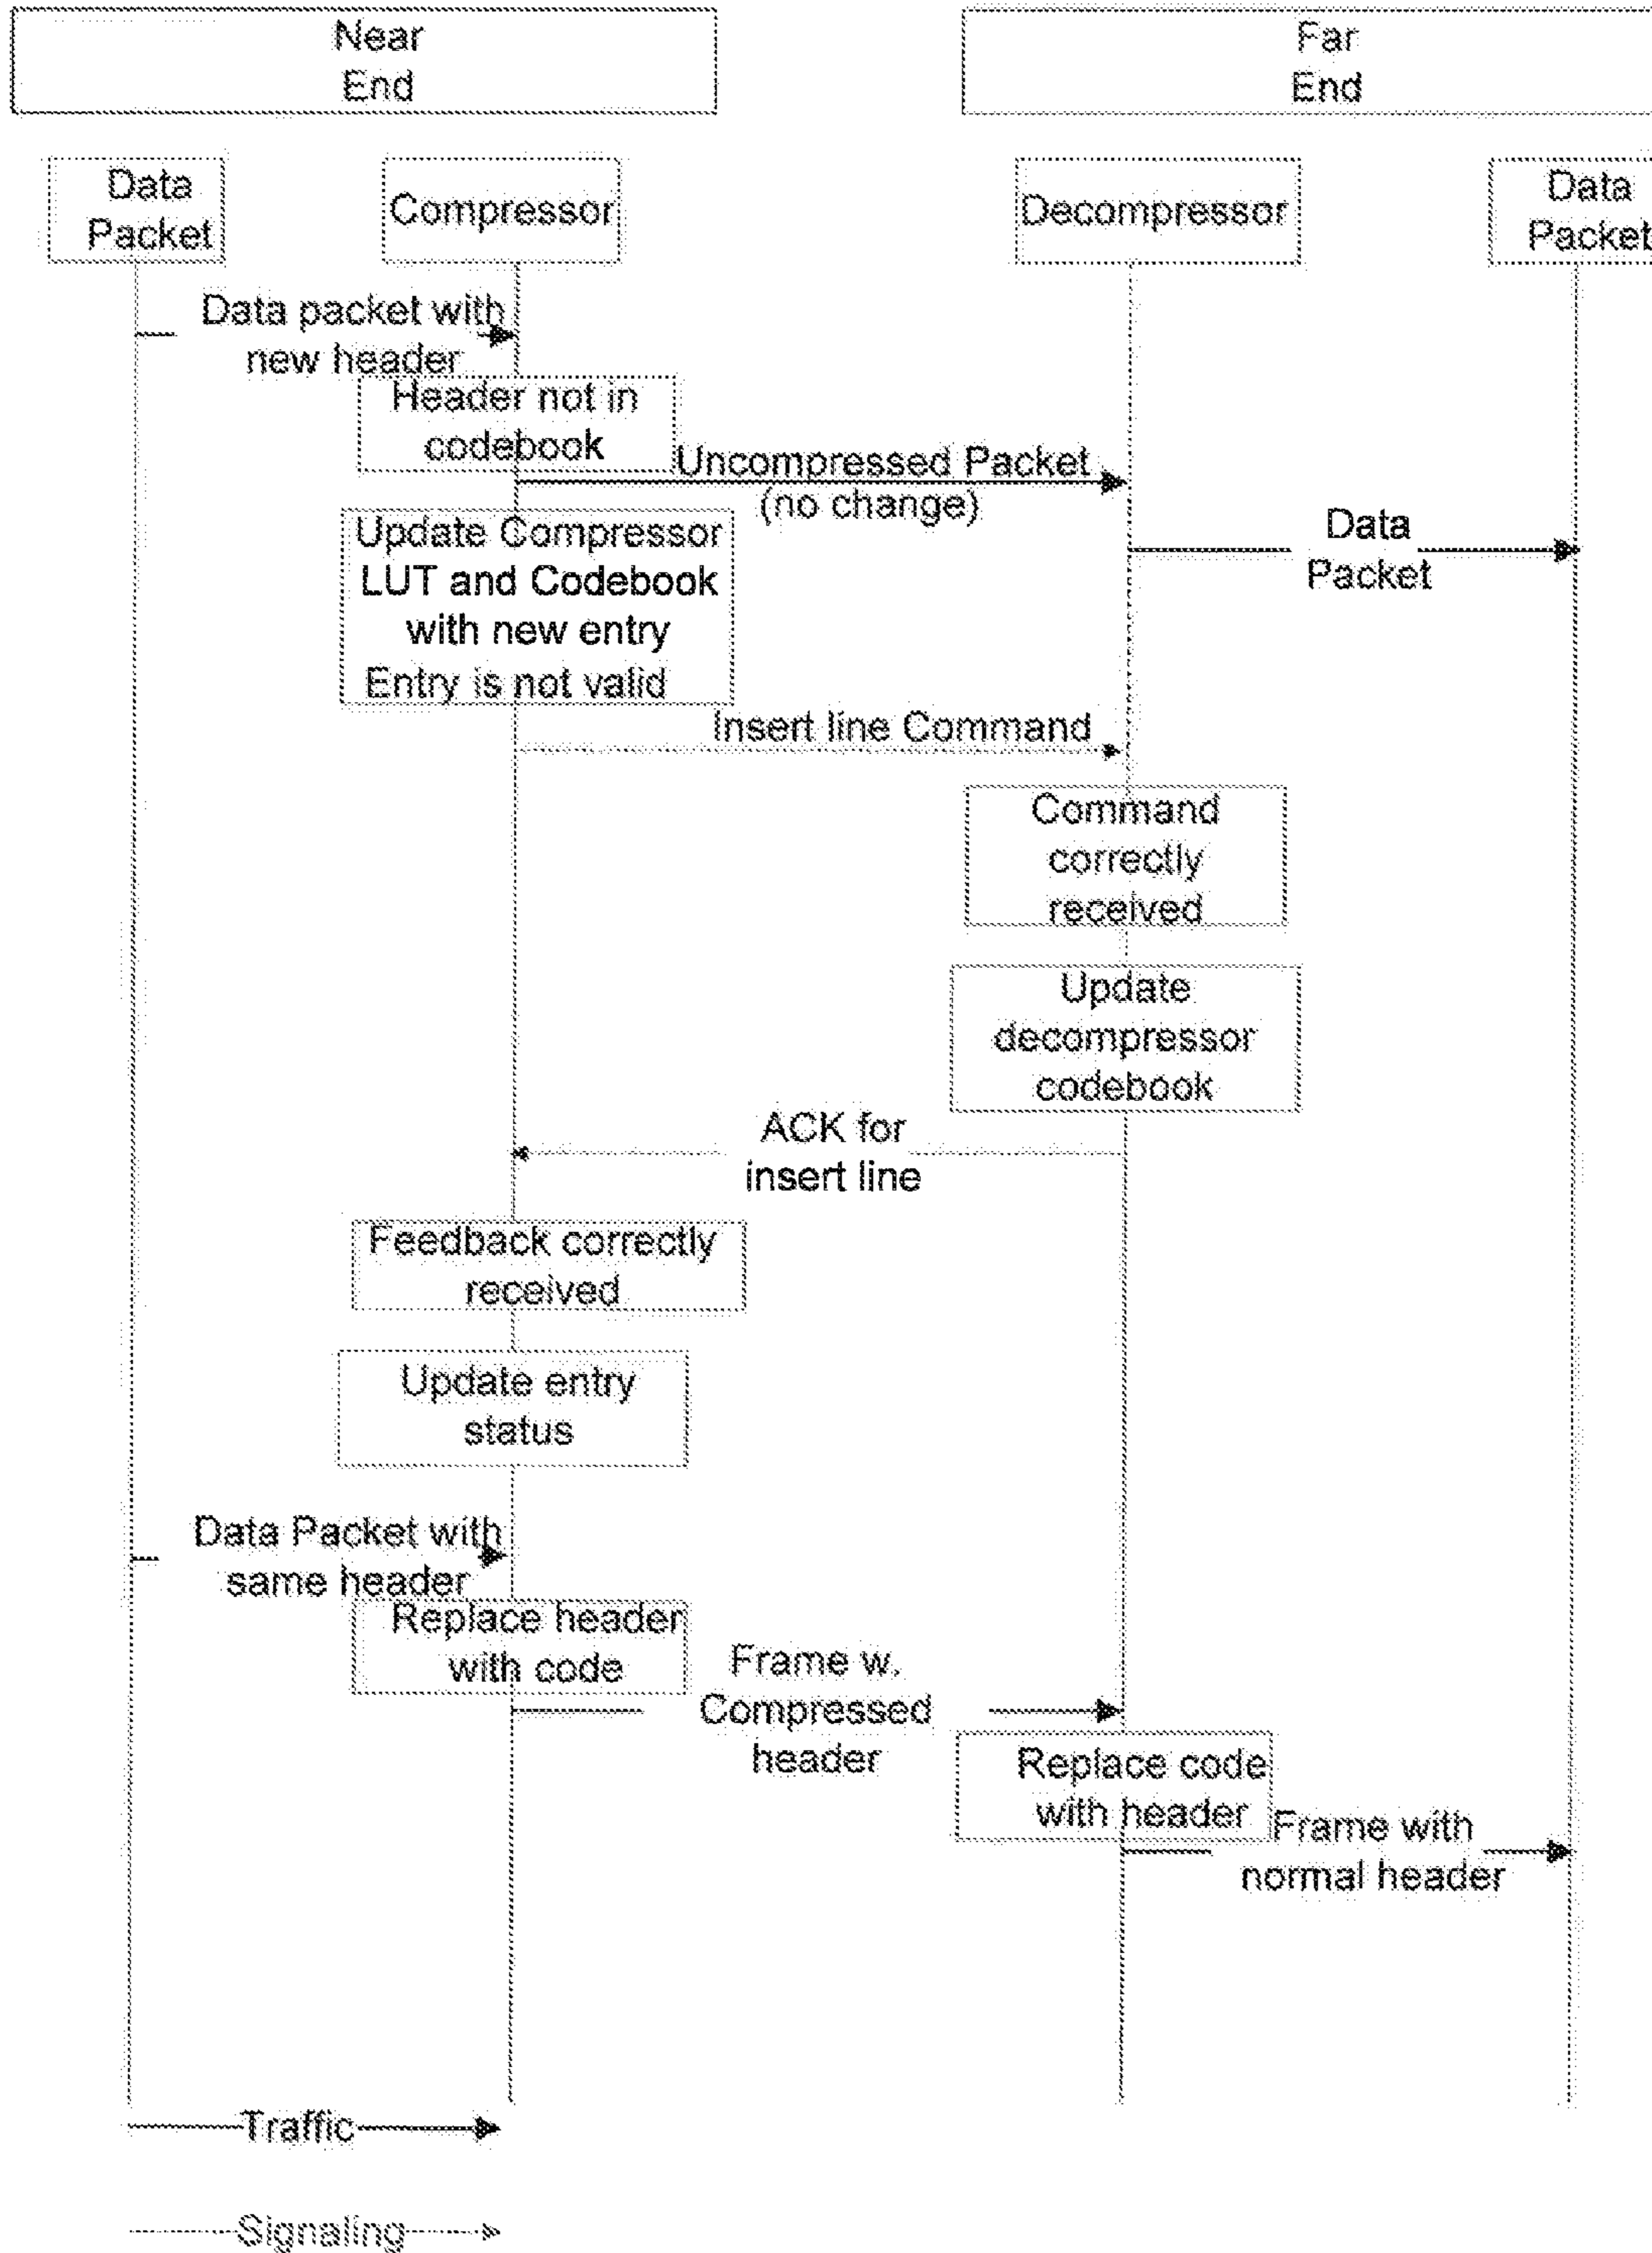 Near
End
Far
End
Data
Packet
Compressor
Decompressor
Data
Packet
Data packet with
new header
Header not in
codebook
Uncompressed Packet
(no change)
Update Compressor
LUT and Codebook
with new entry
Entry is not valid
Data
Packet
Insert line Command
Command
correctly
received
Update
decompressor
codebook
ACK for
insert line
Feedback correctly
received
Update entry
status
Data Packet with
same header
Replace header
with code
Frame w.
Compressed
header
Replace code
with header
Frame with
normal header
Traffic
Signaling